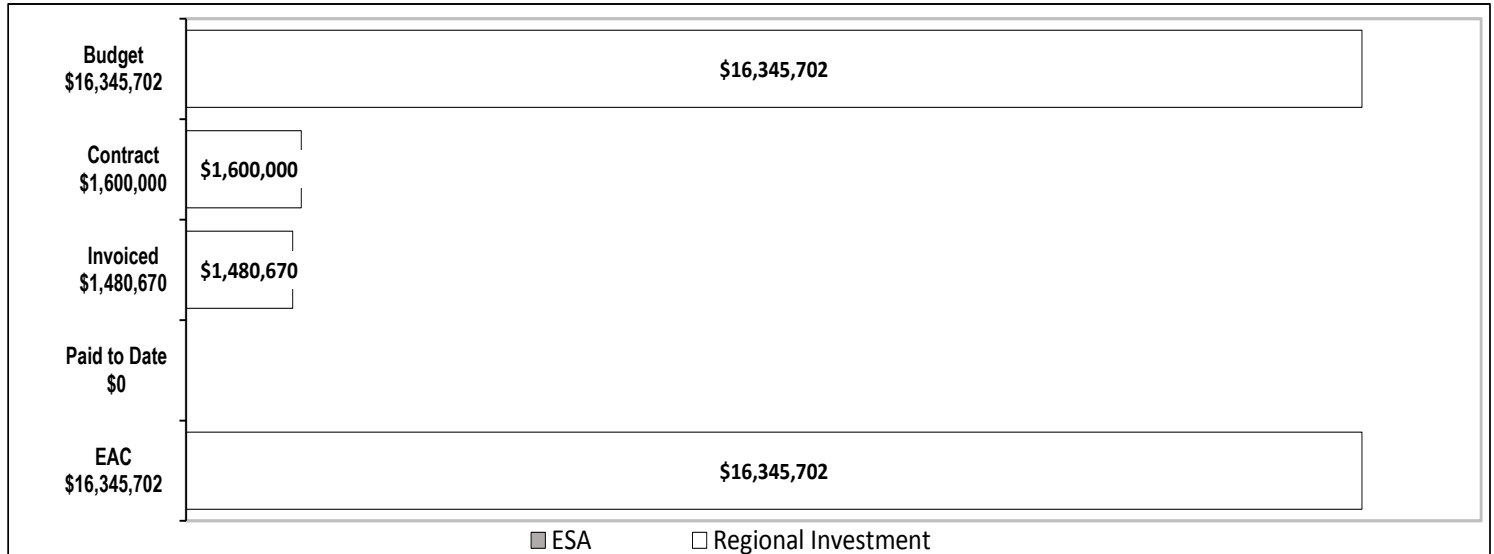 Budget
$16,345,702
$16,345,702
Contract
$1,600,000
$1,600,000
Invoiced
$1,480,670
$1,480,670
Paid to Date
$0
EAC
$16,345,702
$16,345,702
ESA
Regional Investment